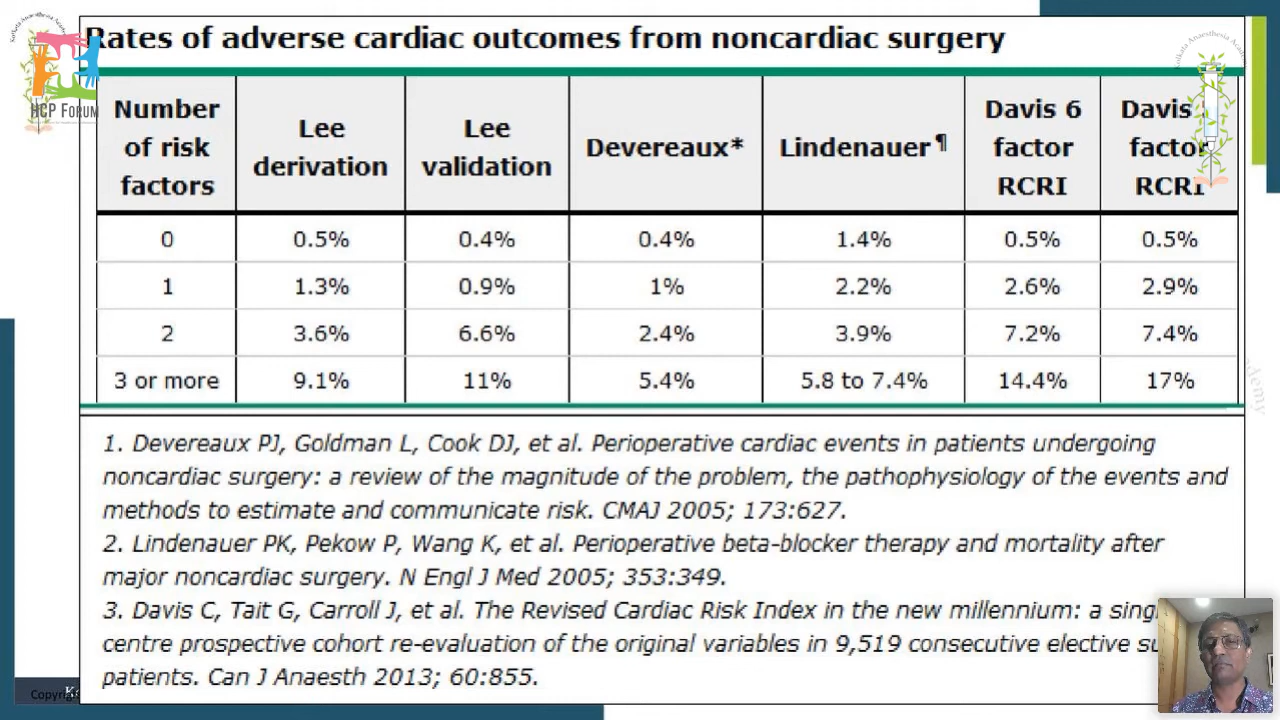 Rates of adverse cardiac outcomes from noncardiac surgery
HCP FORUM
Number of risk factors | Lee derivation | Lee validation | Devereaux* | Lindenauer¶ | Davis 6 factor RCRI | Davis factor RCRI
0 | 0.5% | 0.4% | 0.4% | 1.4% | 0.5% | 0.5%
1 | 1.3% | 0.9% | 1% | 2.2% | 2.6% | 2.9%
2 | 3.6% | 6.6% | 2.4% | 3.9% | 7.2% | 7.4%
3 or more | 9.1% | 11% | 5.4% | 5.8 to 7.4% | 14.4% | 17%
1. Devereaux PJ, Goldman L, Cook DJ, et al. Perioperative cardiac events in patients undergoing
noncardiac surgery: a review of the magnitude of the problem, the pathophysiology of the events and
methods to estimate and communicate risk. CMAJ 2005; 173:627.
2. Lindenauer PK, Pekow P, Wang K, et al. Perioperative beta-blocker therapy and mortality after
major noncardiac surgery. N Engl J Med 2005; 353:349.
3. Davis C, Tait G, Carroll J, et al. The Revised Cardiac Risk Index in the new millennium: a
centre prospective cohort re-evaluation of the original variables in 9,519 consecutive elective
patients. Can J Anaesth 2013; 60:855.